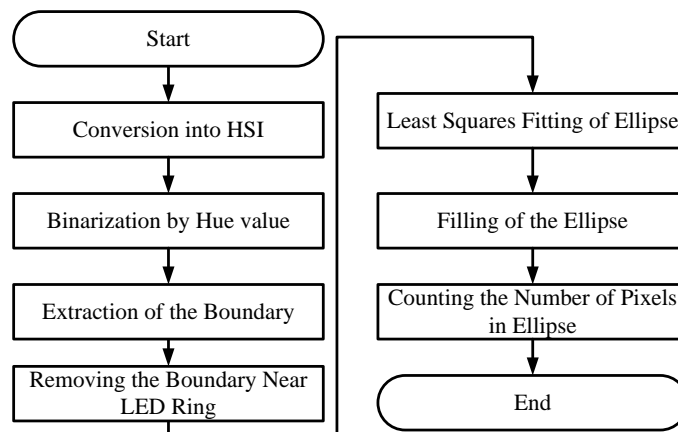 Start
Conversion into HSI
Binarization by Hue value
Extraction of the Boundary
Removing the Boundary Near
LED Ring
Least Squares Fitting of Ellipse
Filling of the Ellipse
Counting the Number of Pixels
in Ellipse
End